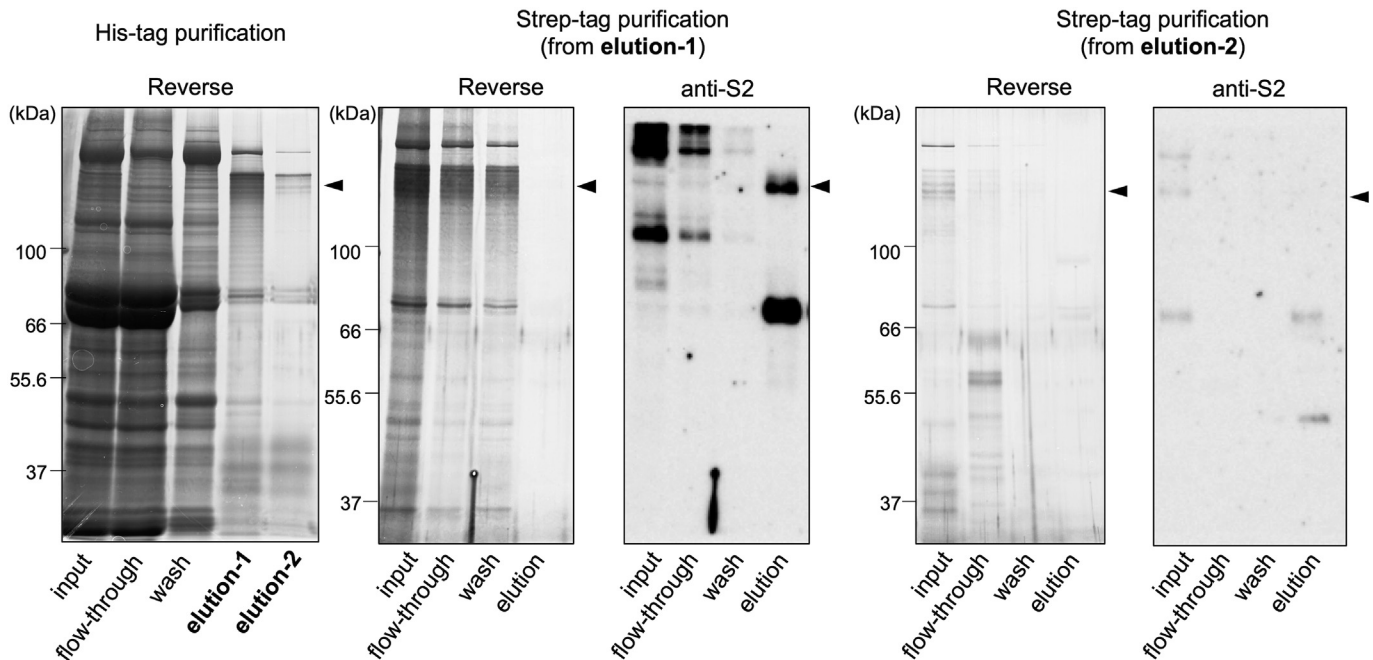 His-tag purification
Strep-tag purification
(from elution-1)
Strep-tag purification
(from elution-2)
Reverse
Reverse
anti-S2
Reverse
anti-S2
(kDa)
100
66
55.6
37
input
flow-through
wash
elution-1
elution-2
(kDa)
100
66
55.6
37
input
flow-through
wash
elution
input
flow-through
wash
elution
(kDa)
100
66
55.6
37
input
flow-through
wash
elution
input
flow-through
wash
elution